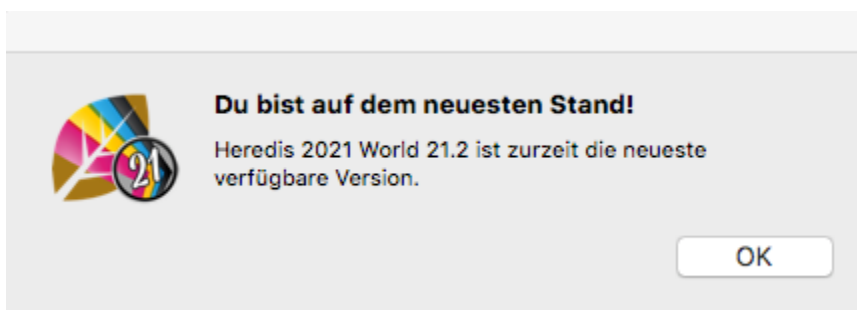 Du bist auf dem neuesten Stand!
Heredis 2021 World 21.2 ist zurzeit die neueste
verfügbare Version.
21
OK